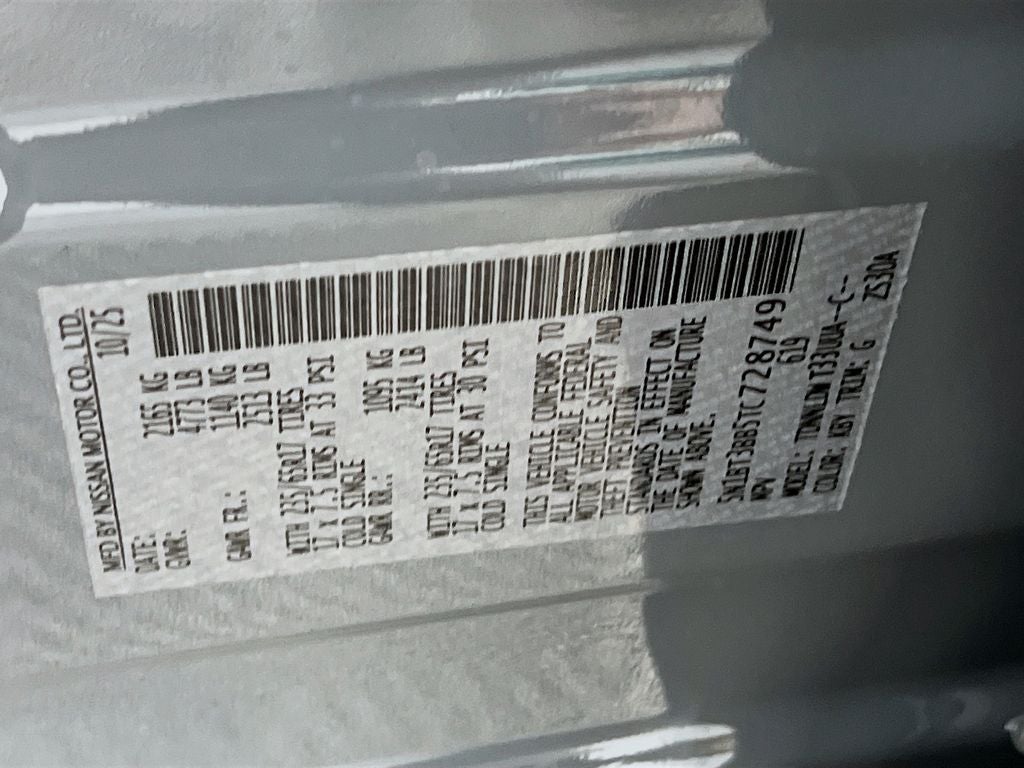 MFD BY NISSAN MOTOR CO., LTD.
DATE: 10/25
GVWR: 2165 KG
4773 LB
GAWR FR.: 1140 KG
2513 LB
WITH 235/65R17 TIRES
17 x 7.5 RIMS AT 33 PSI
COLD SINGLE
GAWR RR.: 1095 KG
2414 LB
WITH 235/65R17 TIRES
17 x 7.5 RIMS AT 30 PSI
COLD SINGLE
THIS VEHICLE CONFORMS TO
ALL APPLICABLE FEDERAL
MOTOR VEHICLE SAFETY AND
THEFT PREVENTION
STANDARDS IN EFFECT ON
THE DATE OF MANUFACTURE
SHOWN ABOVE.
5N1BT3BB5TC728749
MPV 619
MODEL: TDNNLDW T33UUA-C--
COLOR: KBY TRIM: G ZS30A